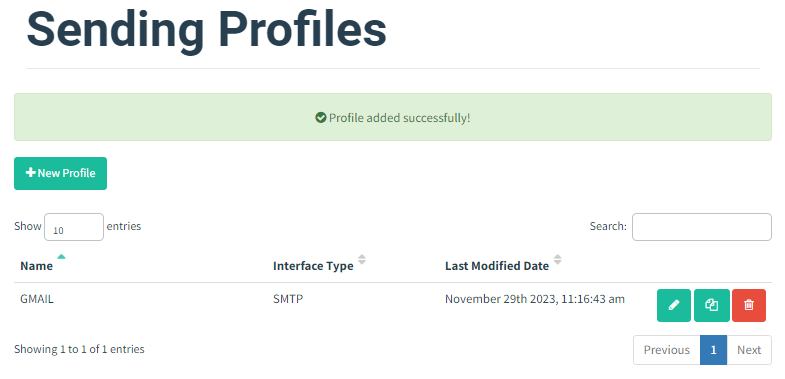 Sending Profiles
Profile added successfully!
New Profile
Show 10 entries Search:
Name Interface Type Last Modified Date
GMAIL SMTP November 29th 2023, 11:16:43 am
Showing 1 to 1 of 1 entries Previous 1 Next